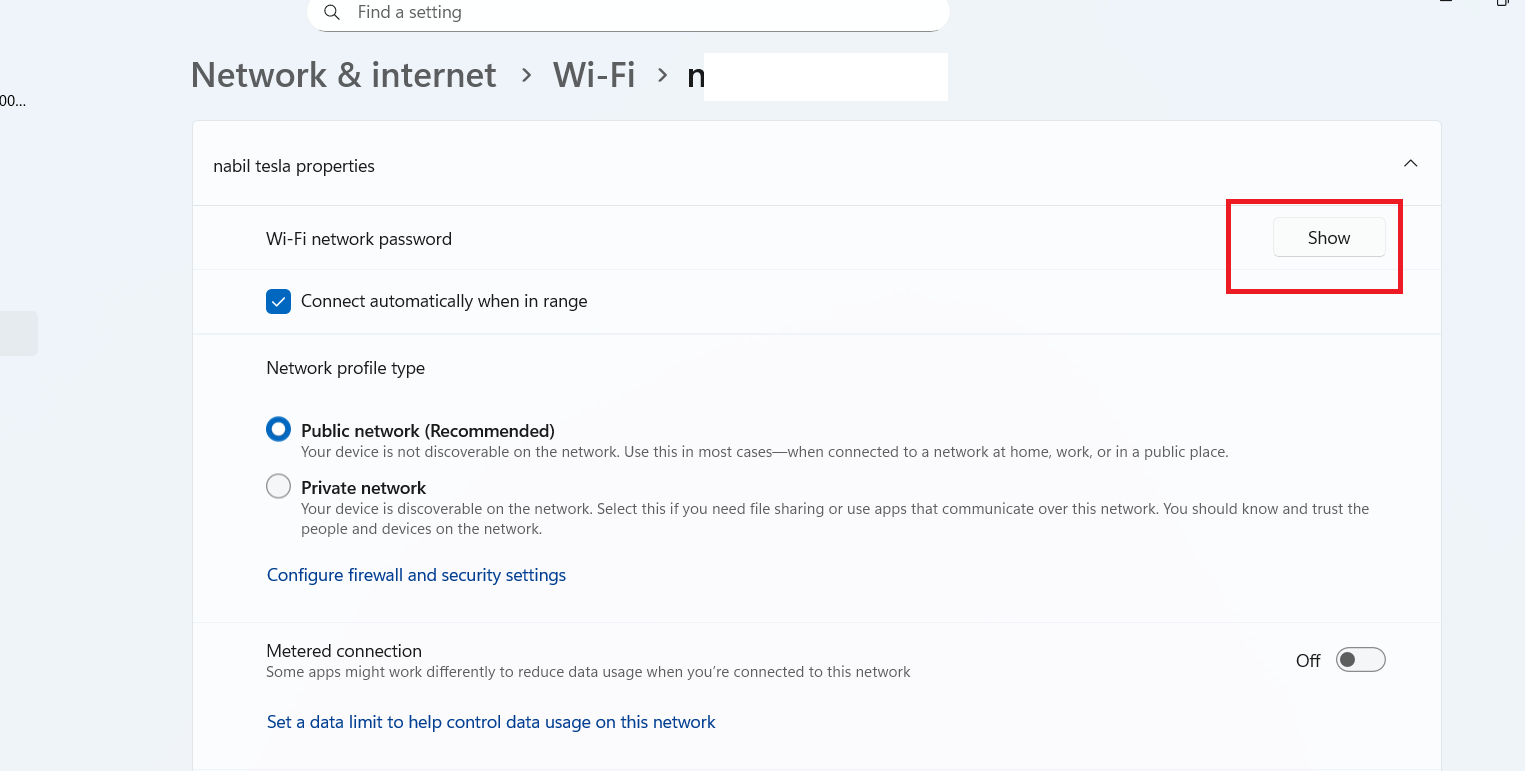 Find a setting
Network & internet > Wi-Fi > n
00...
nabil tesla properties
Wi-Fi network password
Show
Connect automatically when in range
Network profile type
Public network (Recommended)
Your device is not discoverable on the network. Use this in most cases—when connected to a network at home, work, or in a public place.
Private network
Your device is discoverable on the network. Select this if you need file sharing or use apps that communicate over this network. You should know and trust the
people and devices on the network.
Configure firewall and security settings
Metered connection
Off
Some apps might work differently to reduce data usage when you're connected to this network
Set a data limit to help control data usage on this network